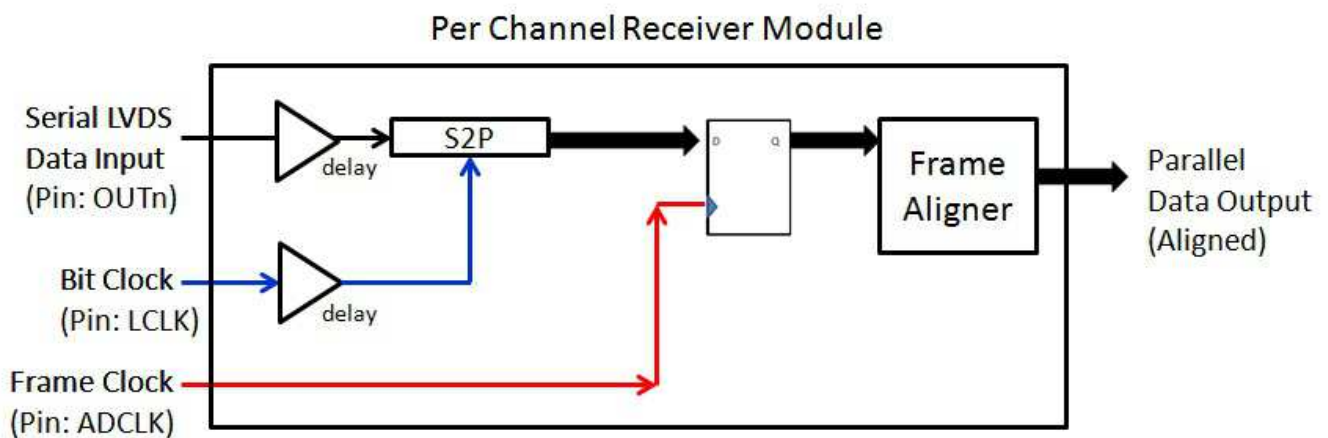 Per Channel Receiver Module
Serial LVDS
Data Input
(Pin: OUTn)
delay
S2P
D
Q
Frame
Aligner
Parallel
Data Output
(Aligned)
Bit Clock
(Pin: LCLK)
delay
Frame Clock
(Pin: ADCLK)